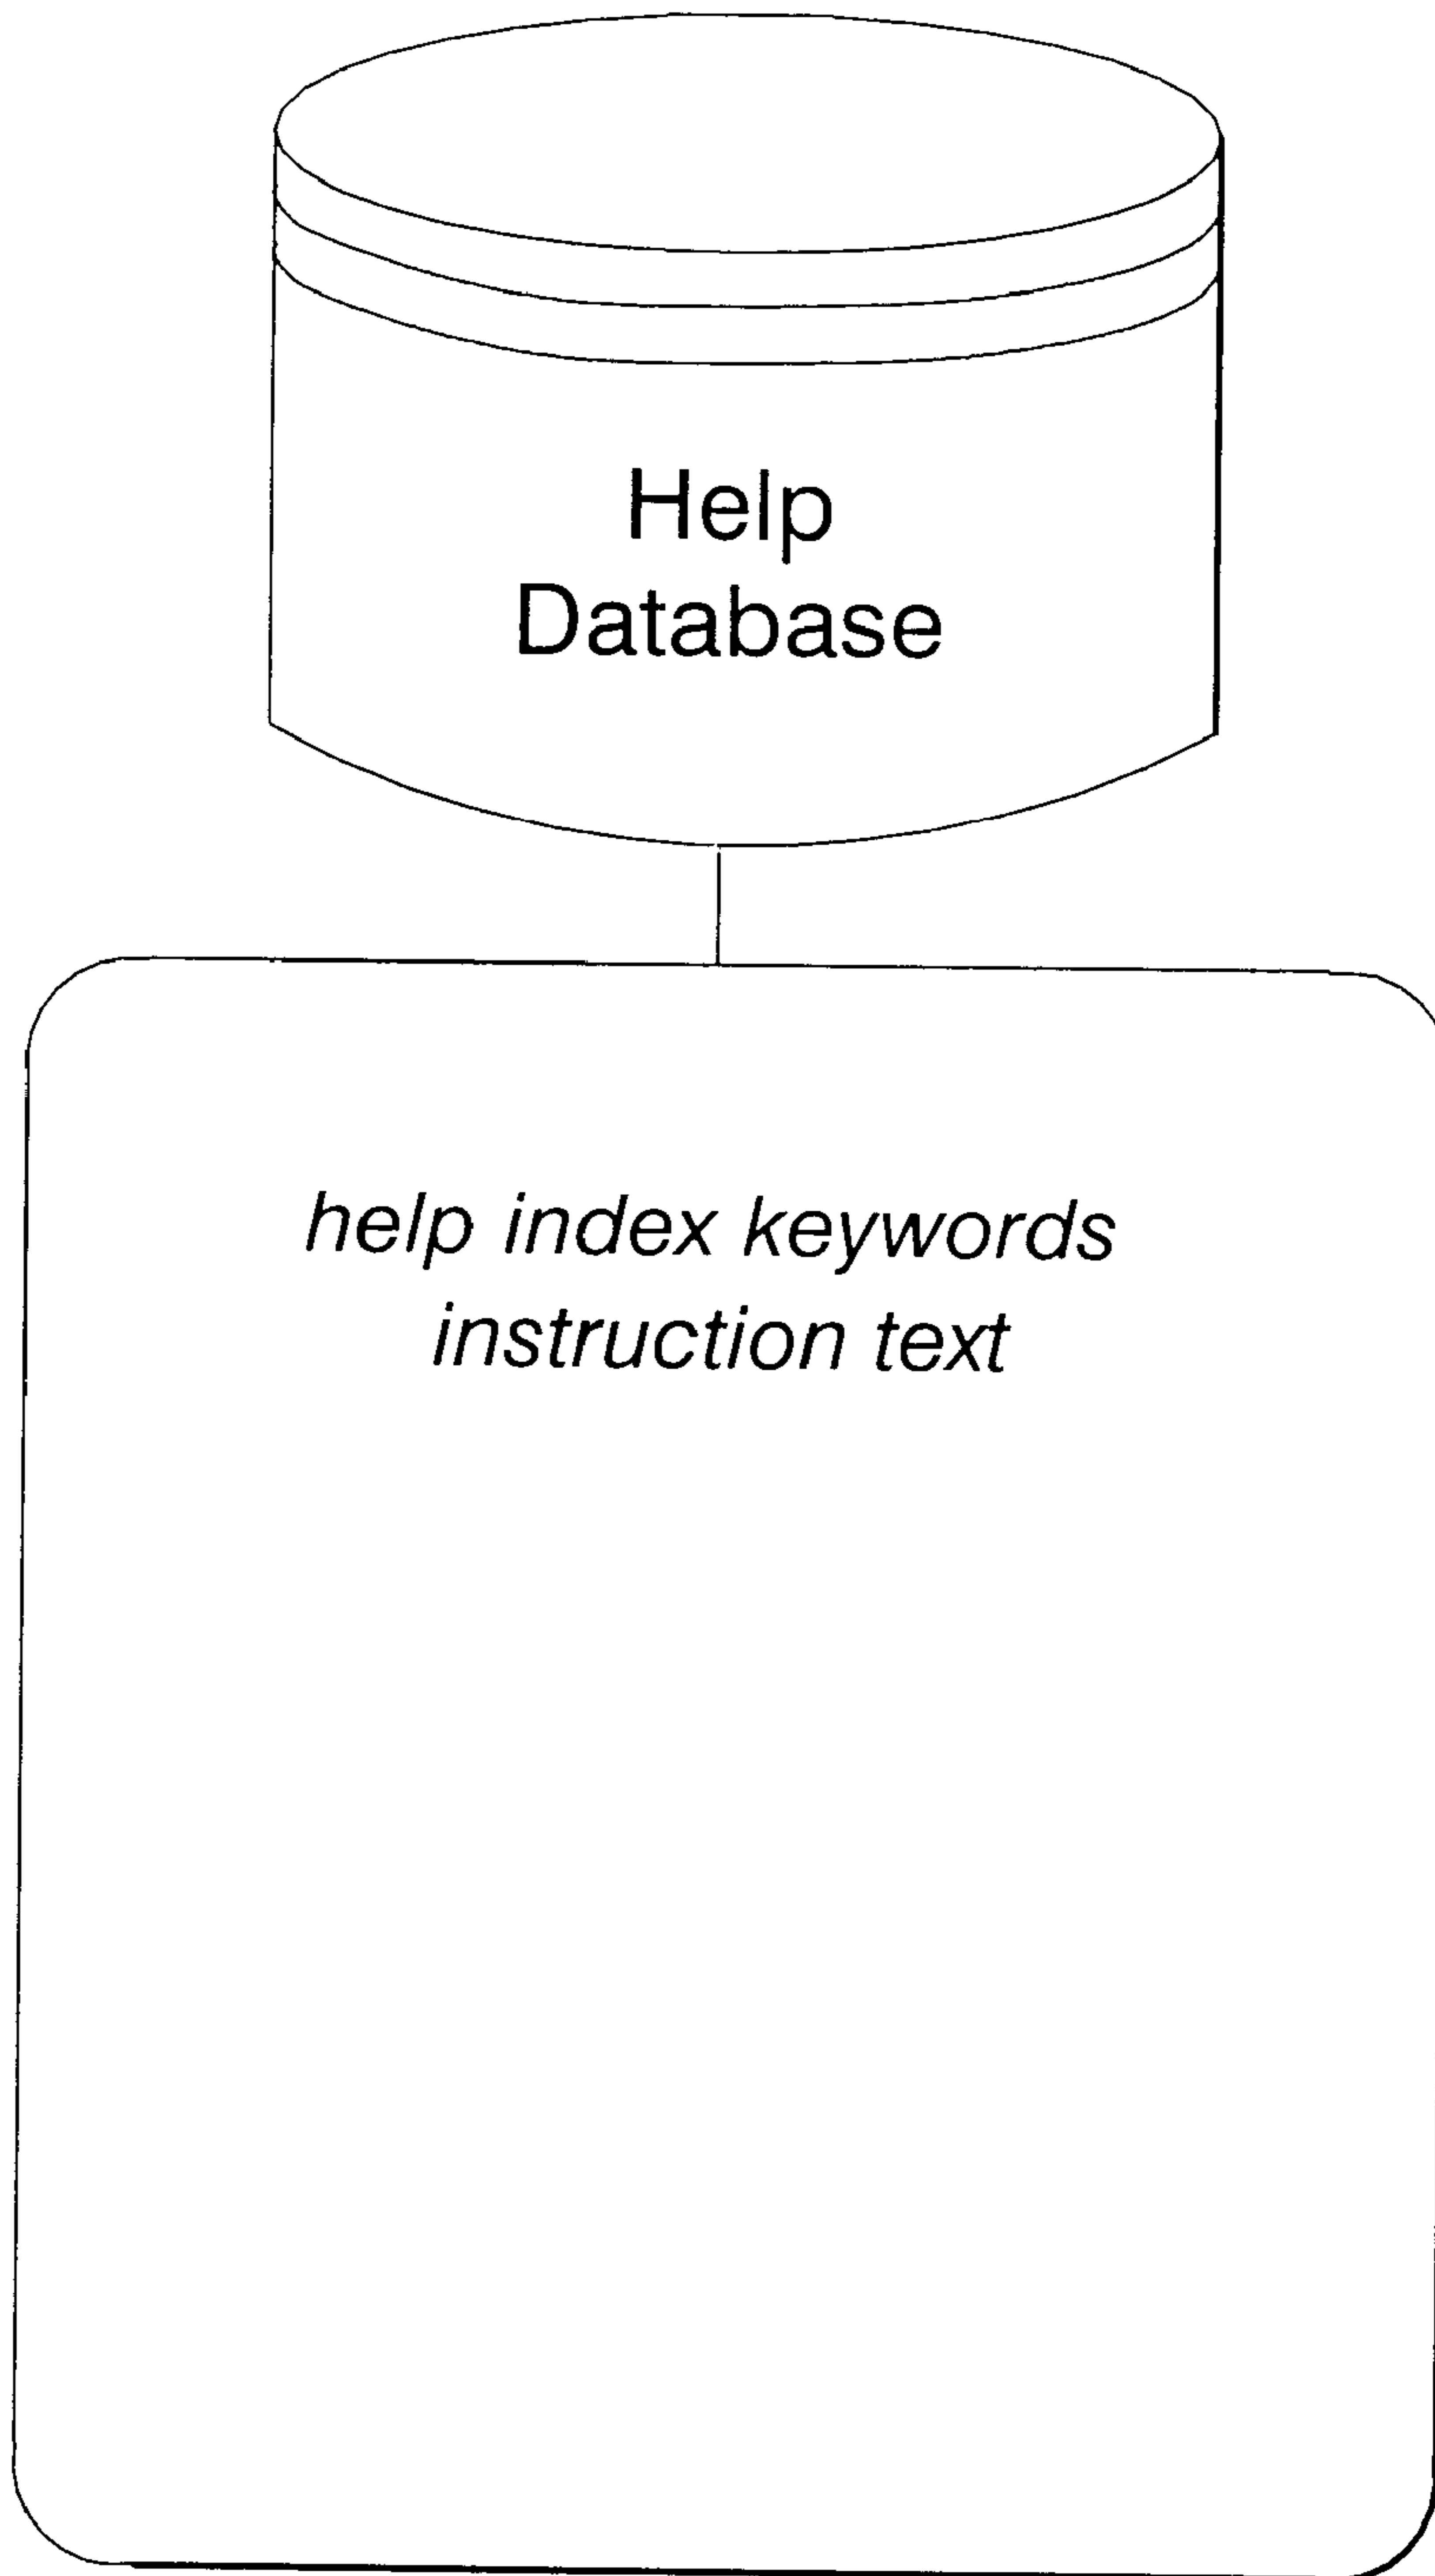 Help
Database
help index keywords
instruction text